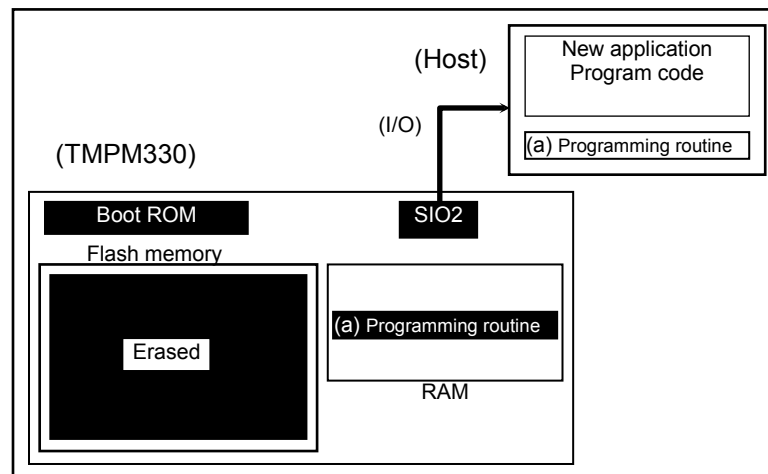 (Host)
New application
Program code
(a) Programming routine
(I/O)
(TMPM330)
Boot ROM
SIO2
Flash memory
Erased
(a) Programming routine
RAM